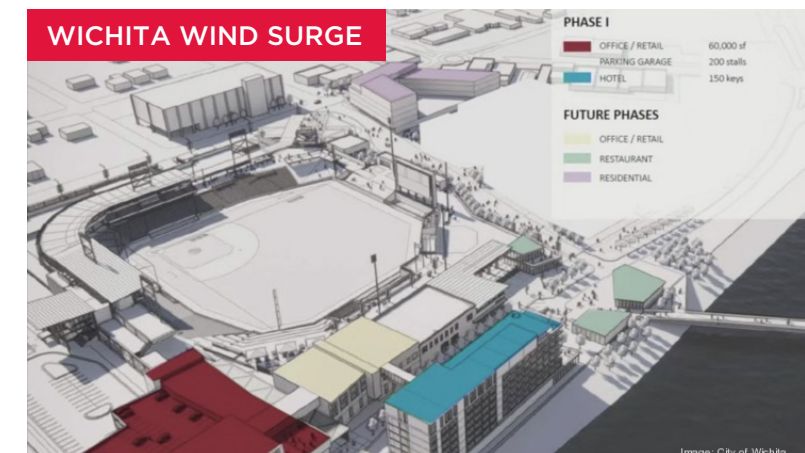 WICHITA WIND SURGE
PHASE I
OFFICE / RETAIL 60,000 sf
PARKING GARAGE 200 stalls
HOTEL 150 keys
FUTURE PHASES
OFFICE / RETAIL
RESTAURANT
RESIDENTIAL
Image: City of Wichita